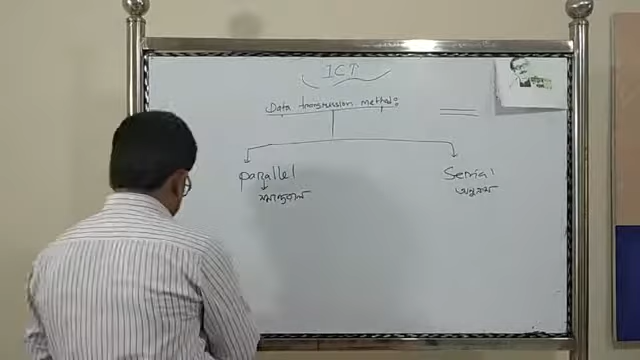 ICT
Data transmission method:
Parallel
Serial
সমান্তরাল
অনুক্রম